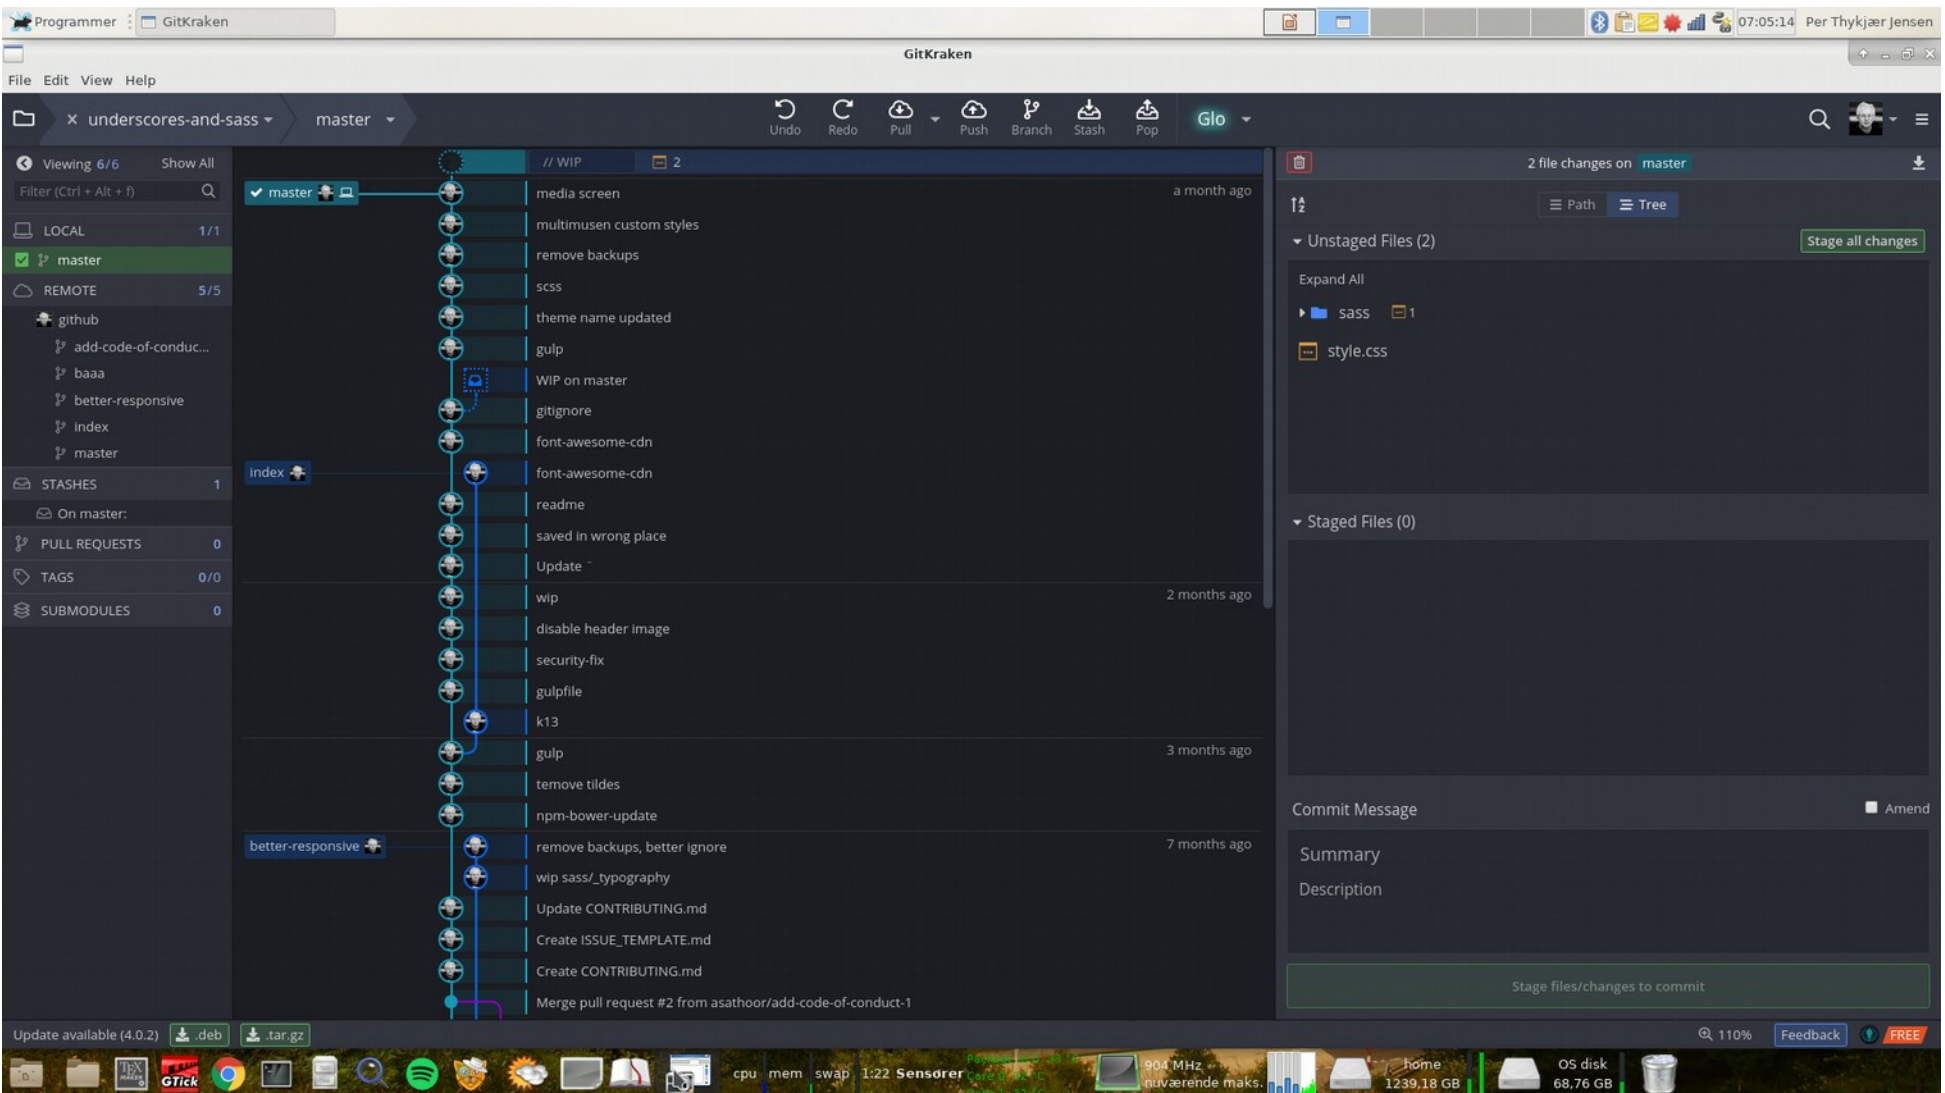 Programmer GitKraken 07:05:14 Per Thykjær Jensen
GitKraken
File Edit View Help
underscores-and-sass master Undo Redo Pull Push Branch Stash Pop Glo
Viewing 6/6 Show All
Filter (Ctrl + Alt + f)
LOCAL 1/1
master
REMOTE 5/5
github
add-code-of-conduc...
baaa
better-responsive
index
master
STASHES 1
On master:
PULL REQUESTS 0
TAGS 0/0
SUBMODULES 0
// WIP 2
master media screen a month ago
multimusen custom styles
remove backups
scss
theme name updated
gulp
WIP on master
gitignore
font-awesome-cdn
index font-awesome-cdn
readme
saved in wrong place
Update ¨
wip 2 months ago
disable header image
security-fix
gulpfile
k13
gulp 3 months ago
temove tildes
npm-bower-update
better-responsive remove backups, better ignore 7 months ago
wip sass/_typography
Update CONTRIBUTING.md
Create ISSUE_TEMPLATE.md
Create CONTRIBUTING.md
Merge pull request #2 from asathoor/add-code-of-conduct-1
2 file changes on master
Path Tree
Unstaged Files (2) Stage all changes
Expand All
sass 1
style.css
Staged Files (0)
Commit Message Amend
Summary
Description
Stage files/changes to commit
Update available (4.0.2) .deb .tar.gz 110% Feedback FREE
TEX MAKER GTick cpu mem swap 1:22 Sensorer 904 MHz home OS disk
nuværende maks. 1239,18 GB 68,76 GB